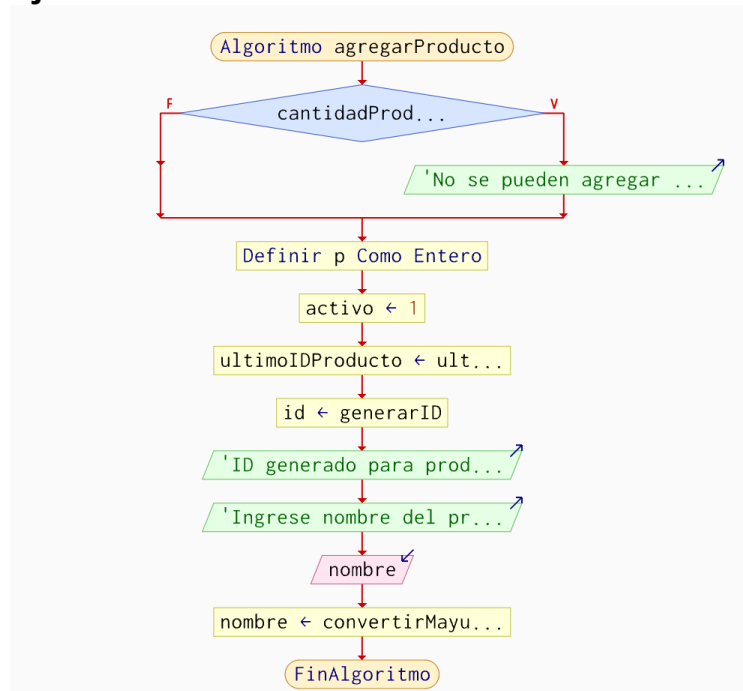 Algoritmo agregarProducto
cantidadProd...
F
V
'No se pueden agregar ...
Definir p Como Entero
activo ← 1
ultimoIDProducto ← ult...
id ← generarID
'ID generado para prod...
'Ingrese nombre del pr...
nombre
nombre ← convertirMayu...
FinAlgoritmo